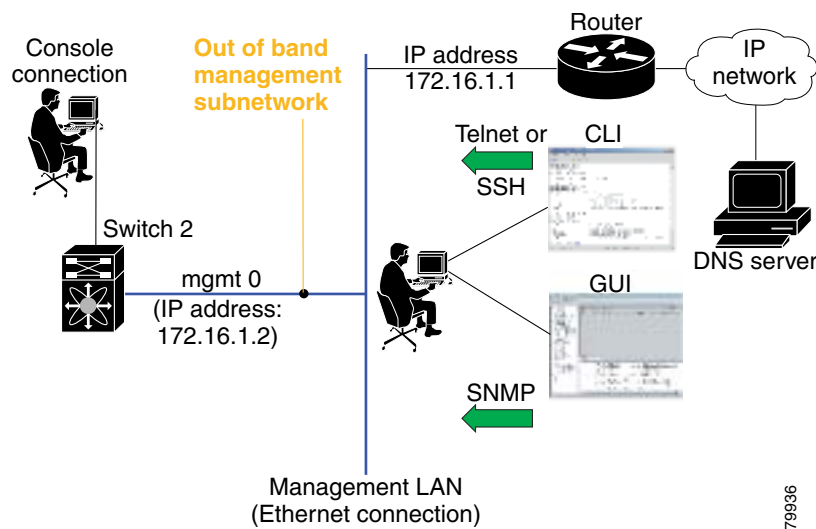 Console
connection
Out of band
management
subnetwork
Router
IP address
172.16.1.1
IP
network
Telnet or
SSH
CLI
Switch 2
DNS server
mgmt 0
(IP address:
172.16.1.2)
GUI
SNMP
Management LAN
(Ethernet connection)
79936